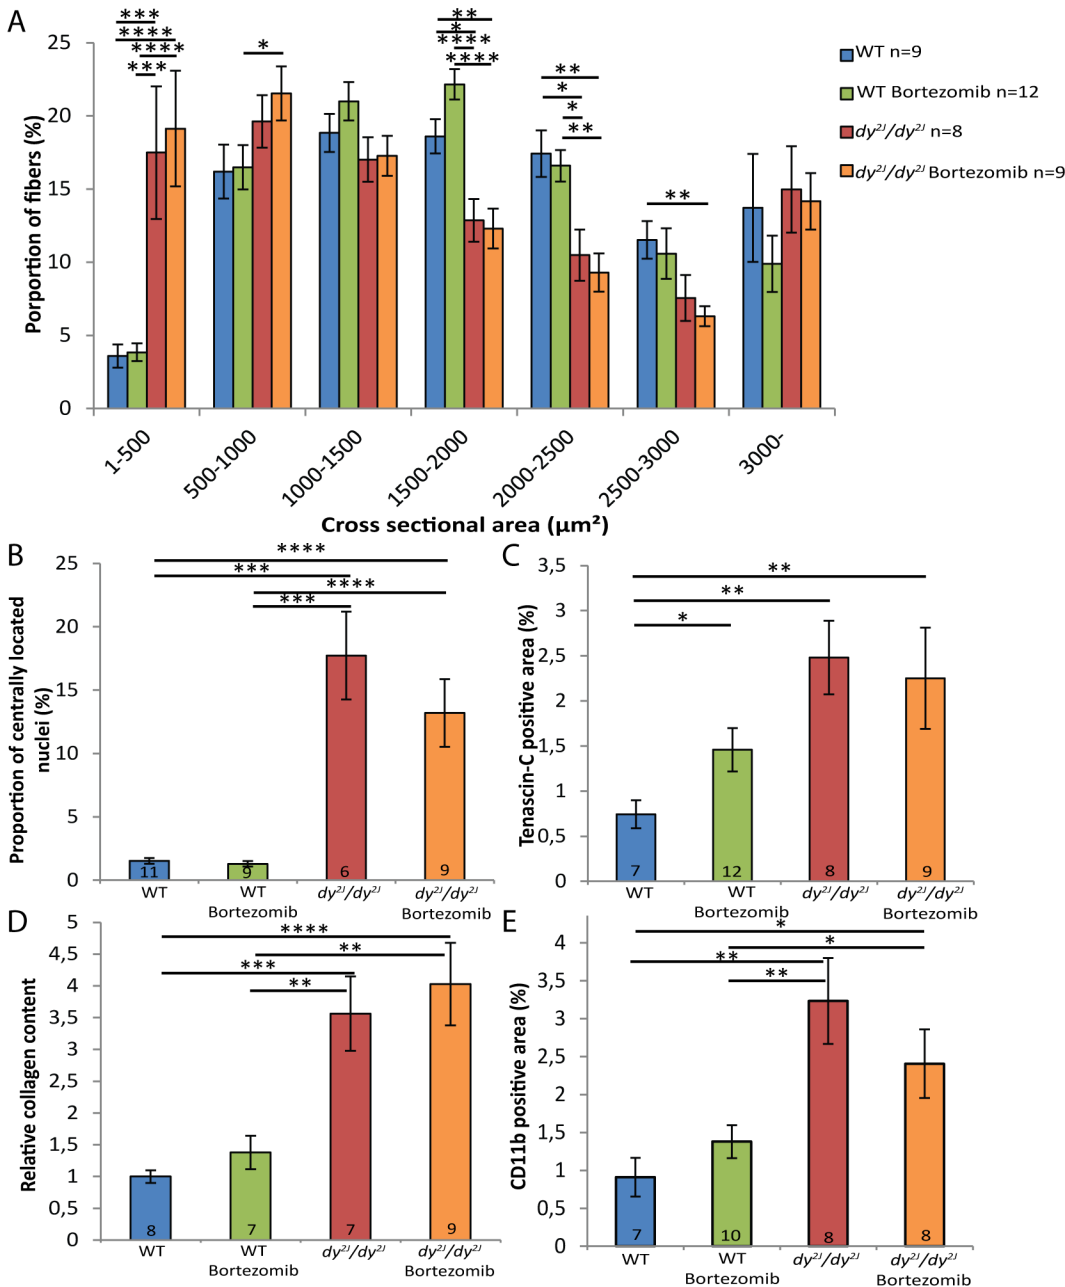 A
*** 
****
****
***
*
**
*
****
****
**
*
*
**
**
25
20
15
10
5
0
Porportion of fibers (%)
1-500
500-1000
1000-1500
1500-2000
2000-2500
2500-3000
3000-
Cross sectional area (µm²)
WT n=9
WT Bortezomib n=12
dy²ᴶ/dy²ᴶ n=8
dy²ᴶ/dy²ᴶ Bortezomib n=9
B
****
***
****
***
25
20
15
10
5
0
Proportion of centrally located
nuclei (%)
11
9
6
9
WT
WT
Bortezomib
dy²ᴶ/dy²ᴶ
dy²ᴶ/dy²ᴶ
Bortezomib
C
**
**
*
3,5
3
2,5
2
1,5
1
0,5
0
Tenascin-C positive area (%)
7
12
8
9
WT
WT
Bortezomib
dy²ᴶ/dy²ᴶ
dy²ᴶ/dy²ᴶ
Bortezomib
D
****
**
***
**
5
4,5
4
3,5
3
2,5
2
1,5
1
0,5
0
Relative collagen content
8
7
7
9
WT
WT
Bortezomib
dy²ᴶ/dy²ᴶ
dy²ᴶ/dy²ᴶ
Bortezomib
E
*
*
**
**
4
3,5
3
2,5
2
1,5
1
0,5
0
CD11b positive area (%)
7
10
8
8
WT
WT
Bortezomib
dy²ᴶ/dy²ᴶ
dy²ᴶ/dy²ᴶ
Bortezomib